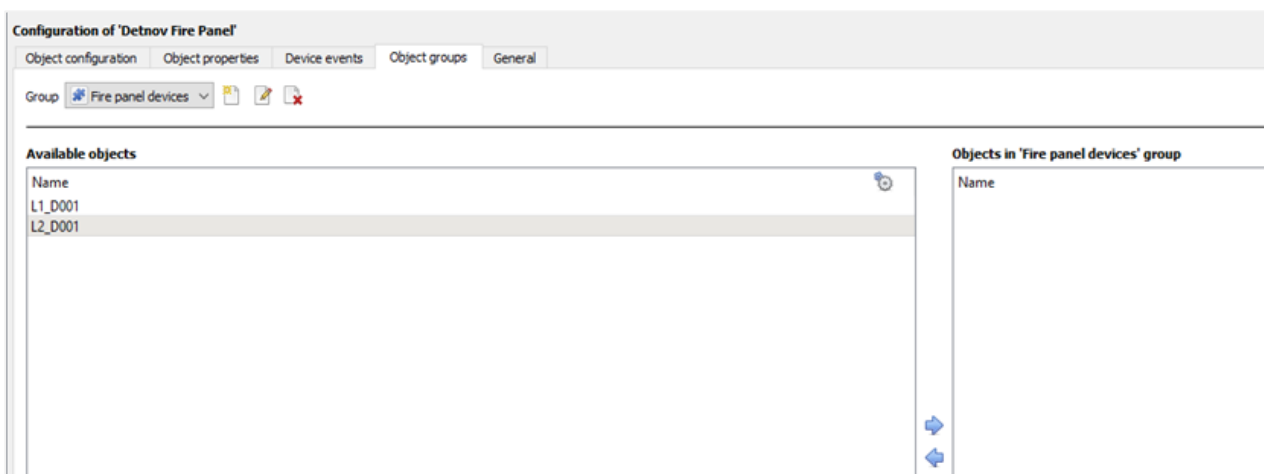 Configuration of 'Detnov Fire Panel'
Object configuration Object properties Device events Object groups General
Group Fire panel devices
Available objects
Name
L1_D001
L2_D001
Objects in 'Fire panel devices' group
Name